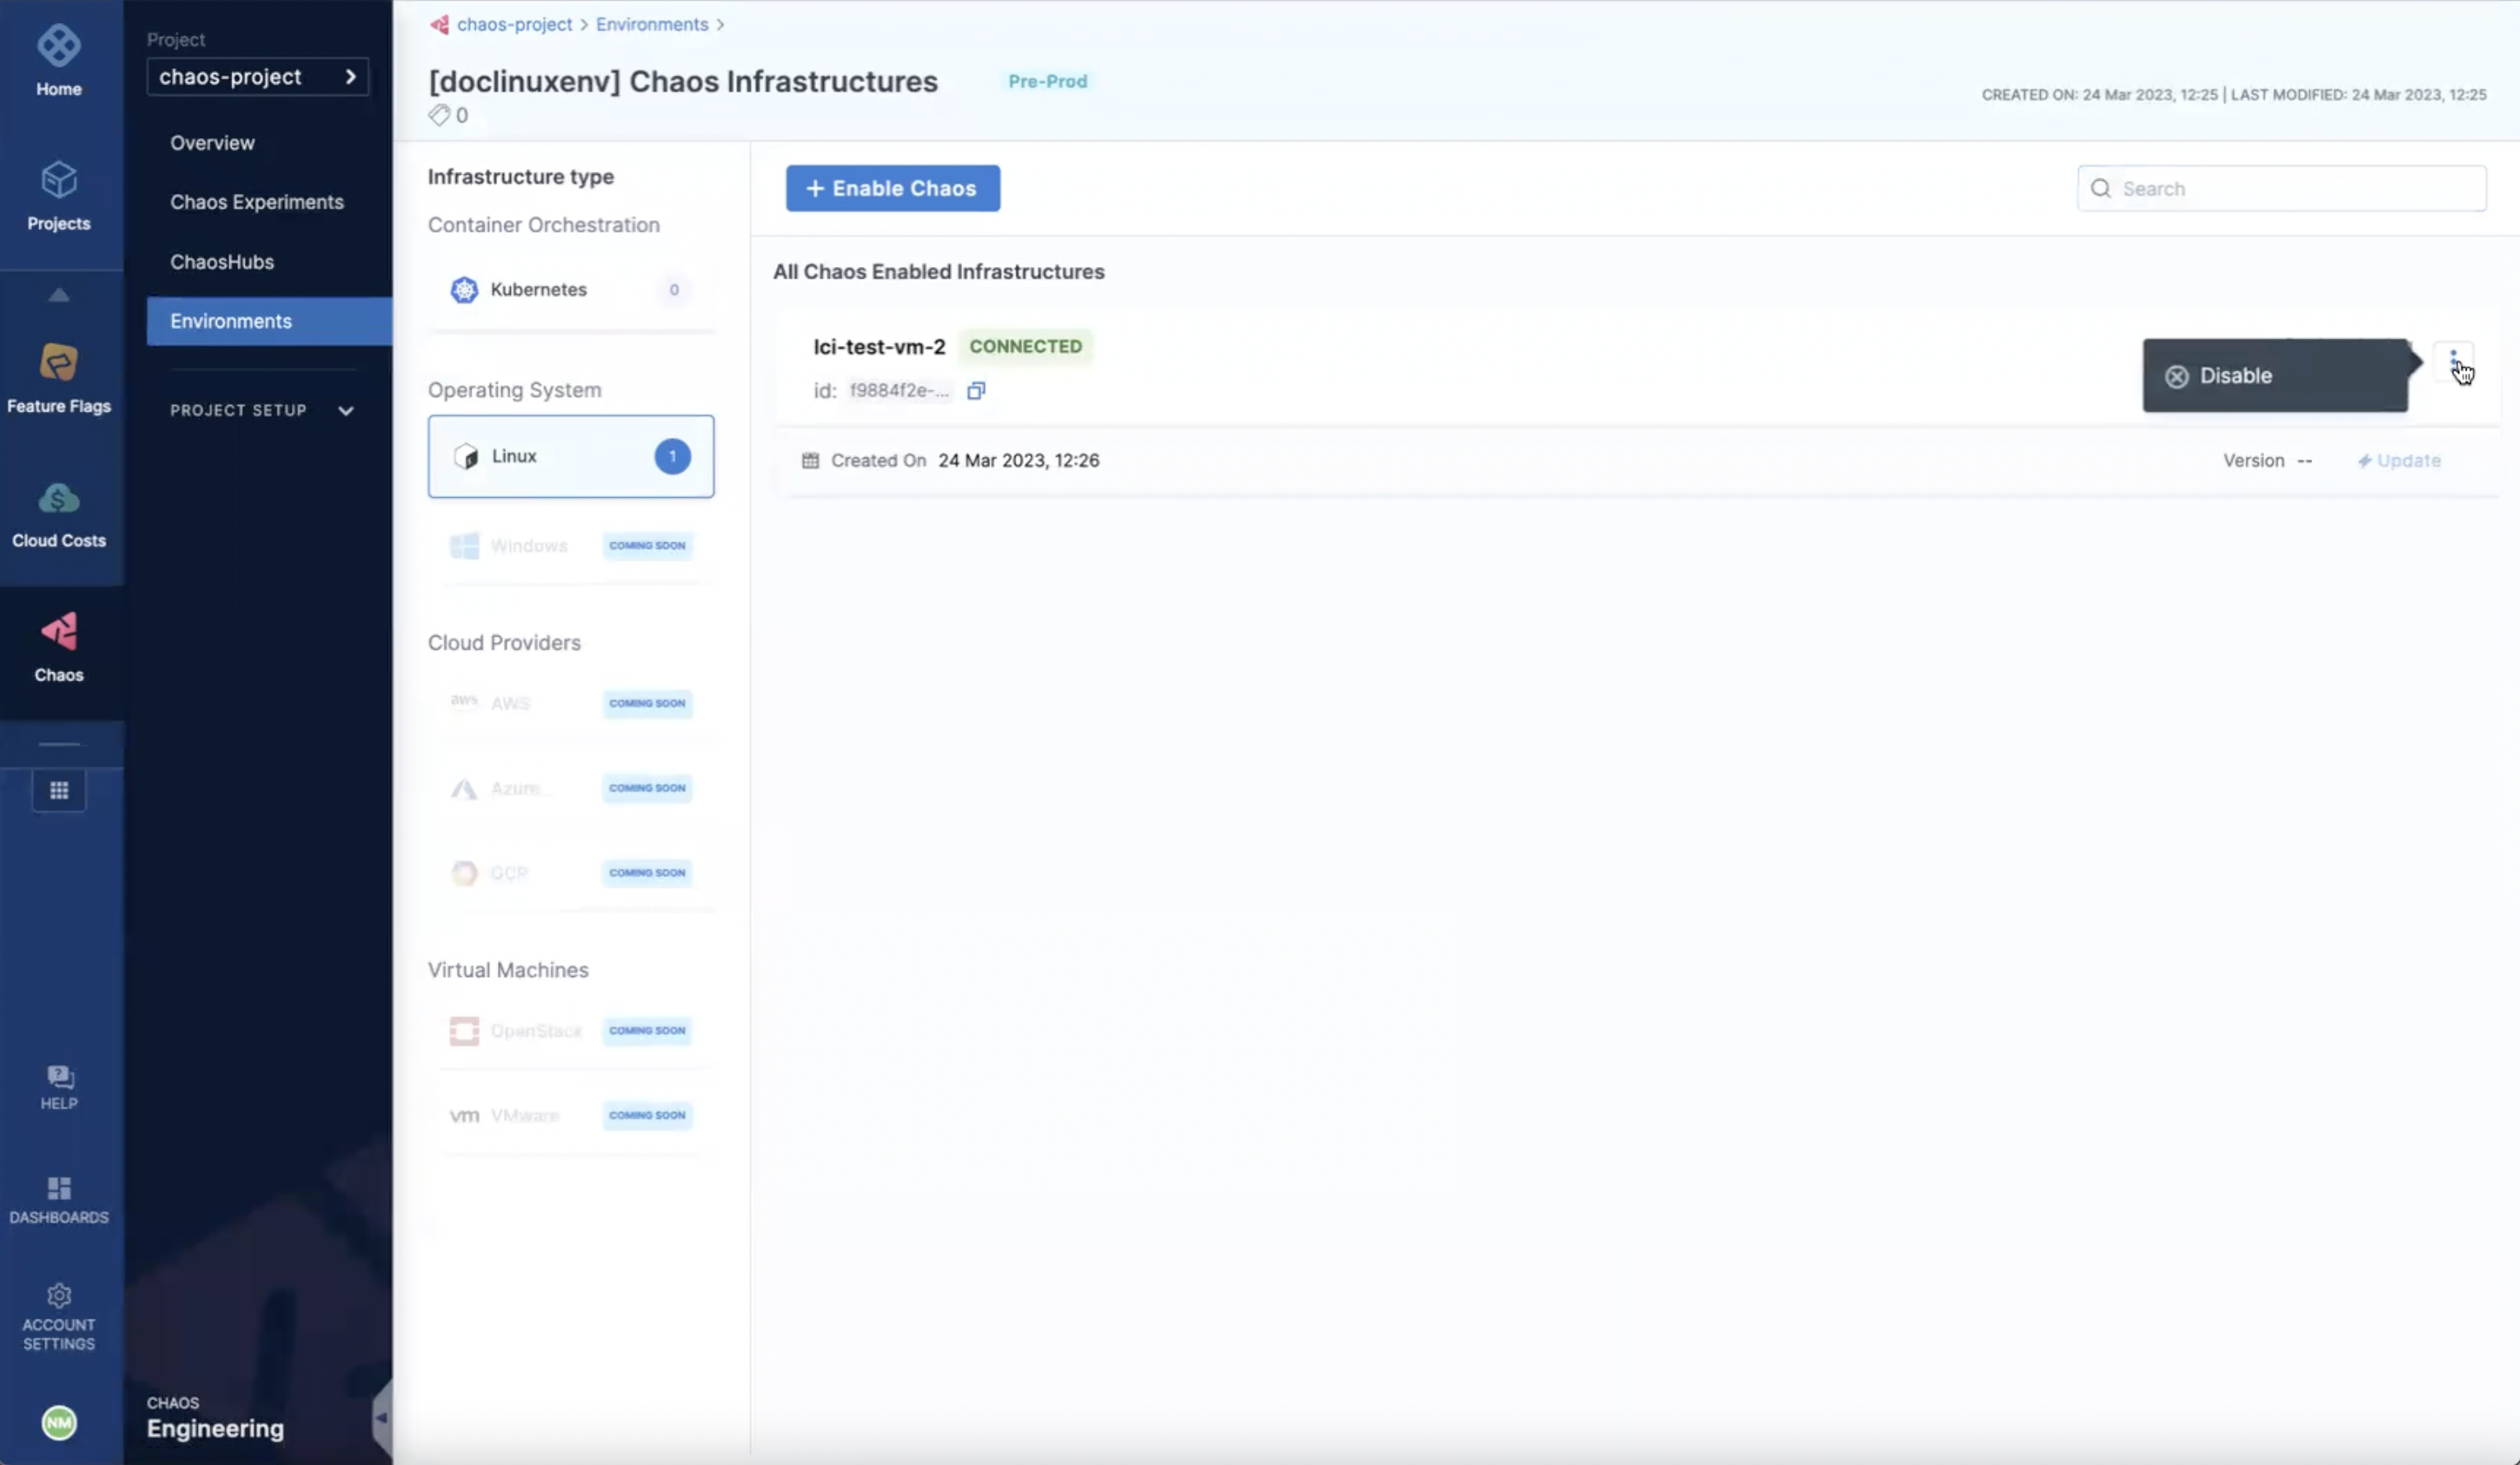 Home
Projects
Feature Flags
Cloud Costs
Chaos
HELP
DASHBOARDS
ACCOUNT
SETTINGS
NM
Project
chaos-project
Overview
Chaos Experiments
ChaosHubs
Environments
PROJECT SETUP
CHAOS
Engineering
chaos-project > Environments >
[doclinuxenv] Chaos Infrastructures Pre-Prod
0
CREATED ON: 24 Mar 2023, 12:25 | LAST MODIFIED: 24 Mar 2023, 12:25
Infrastructure type
Container Orchestration
Kubernetes 0
Operating System
Linux 1
Windows COMING SOON
Cloud Providers
aws AWS COMING SOON
Azure COMING SOON
GCP COMING SOON
Virtual Machines
OpenStack COMING SOON
vm VMware COMING SOON
+ Enable Chaos
Search
All Chaos Enabled Infrastructures
lci-test-vm-2 CONNECTED
id: f9884f2e-...
Disable
Created On 24 Mar 2023, 12:26
Version -- Update